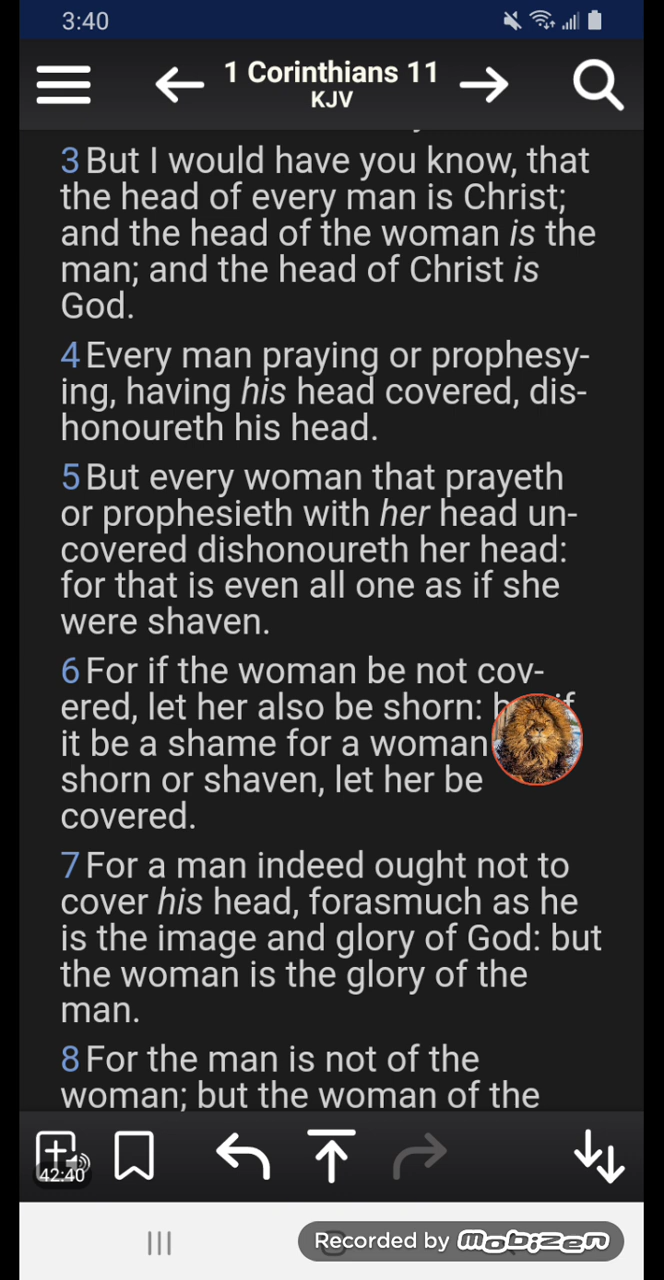 3:40
1 Corinthians 11
KJV
3 But I would have you know, that
the head of every man is Christ;
and the head of the woman is the
man; and the head of Christ is
God.
4 Every man praying or prophesy-
ing, having his head covered, dis-
honoureth his head.
5 But every woman that prayeth
or prophesieth with her head un-
covered dishonoureth her head:
for that is even all one as if she
were shaven.
6 For if the woman be not cov-
ered, let her also be shorn: if
it be a shame for a woman
shorn or shaven, let her be
covered.
7 For a man indeed ought not to
cover his head, forasmuch as he
is the image and glory of God: but
the woman is the glory of the
man.
8 For the man is not of the
woman; but the woman of the
42:40
Recorded by mobizen